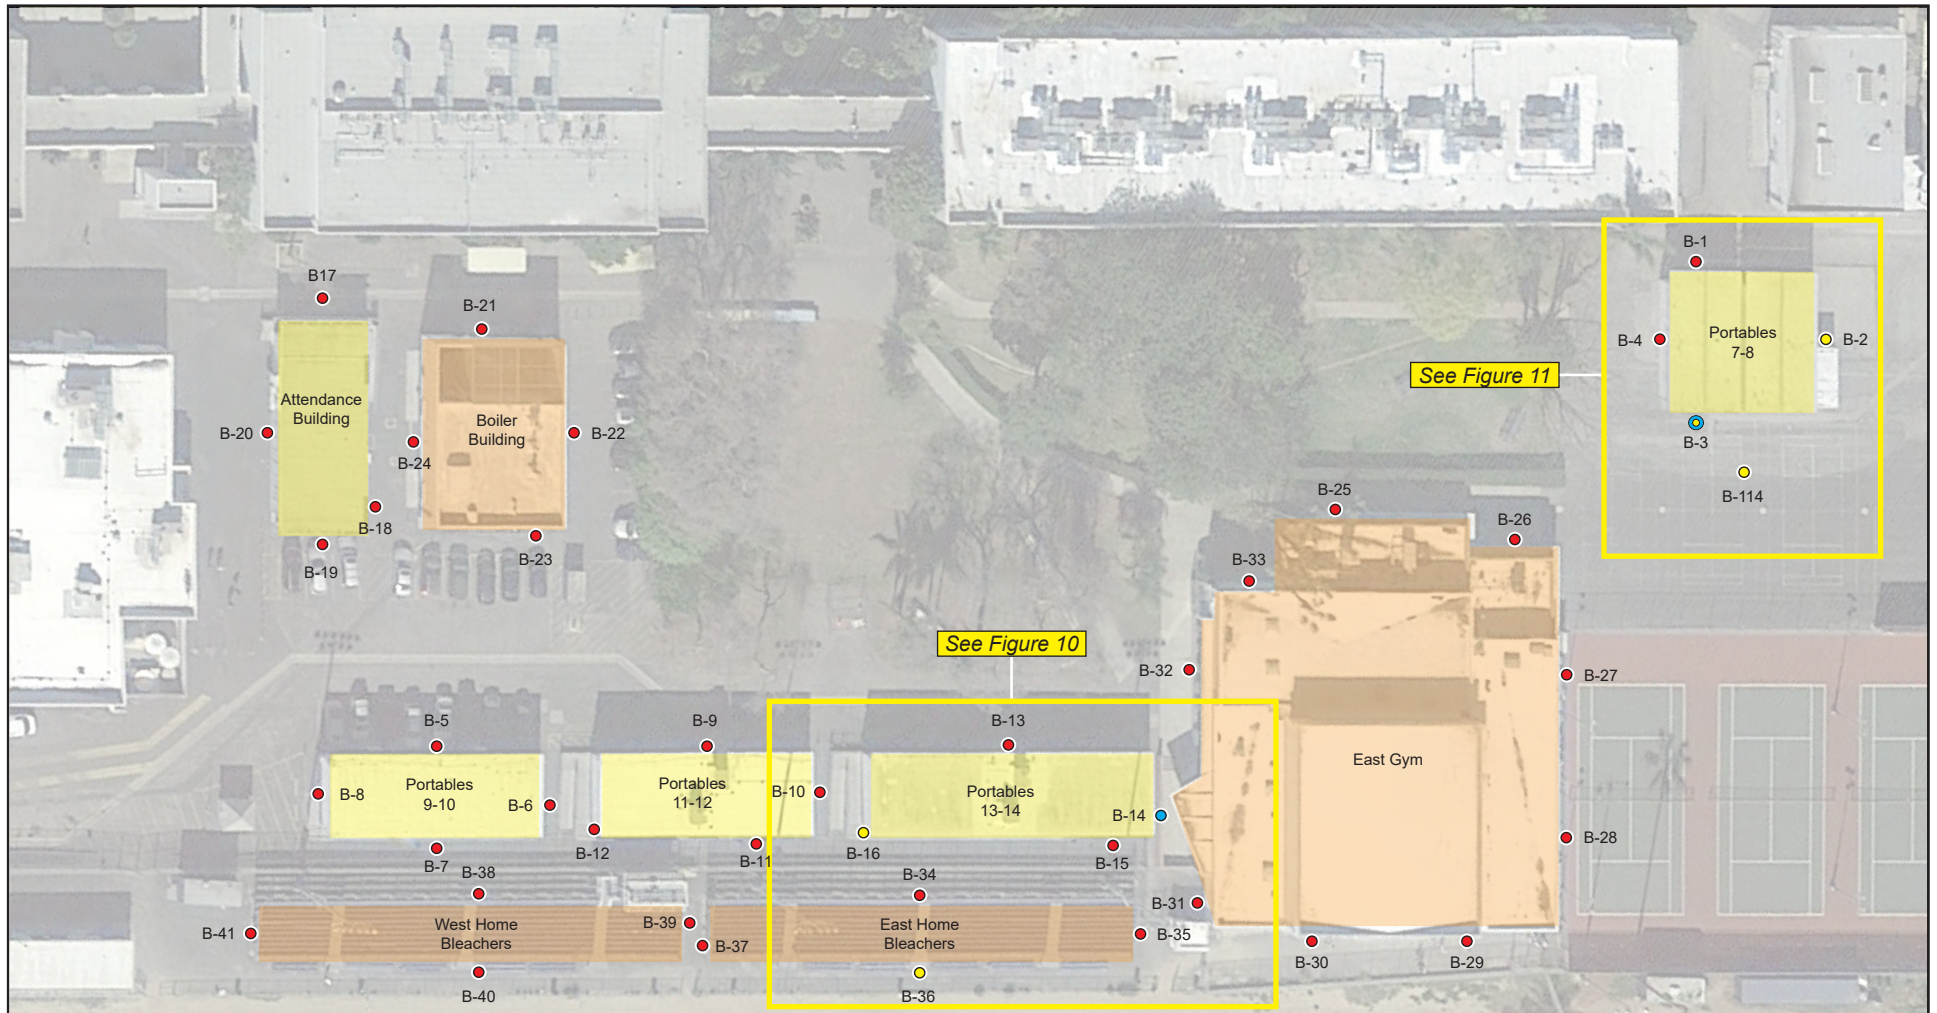 B-1
B17
B-21
B-4
Portables
7-8
B-2
See Figure 11
Attendance
Building
Boiler
Building
B-20
B-22
B-24
B-3
B-25
B-114
B-18
B-26
B-23
B-33
B-19
See Figure 10
B-32
B-27
B-5
B-9
B-13
East Gym
B-8
Portables
9-10
B-6
Portables
11-12
B-10
Portables
13-14
B-14
B-28
B-12
B-11
B-16
B-15
B-7
B-38
B-34
B-31
B-41
West Home
Bleachers
B-39
B-37
East Home
Bleachers
B-35
B-30
B-29
B-40
B-36